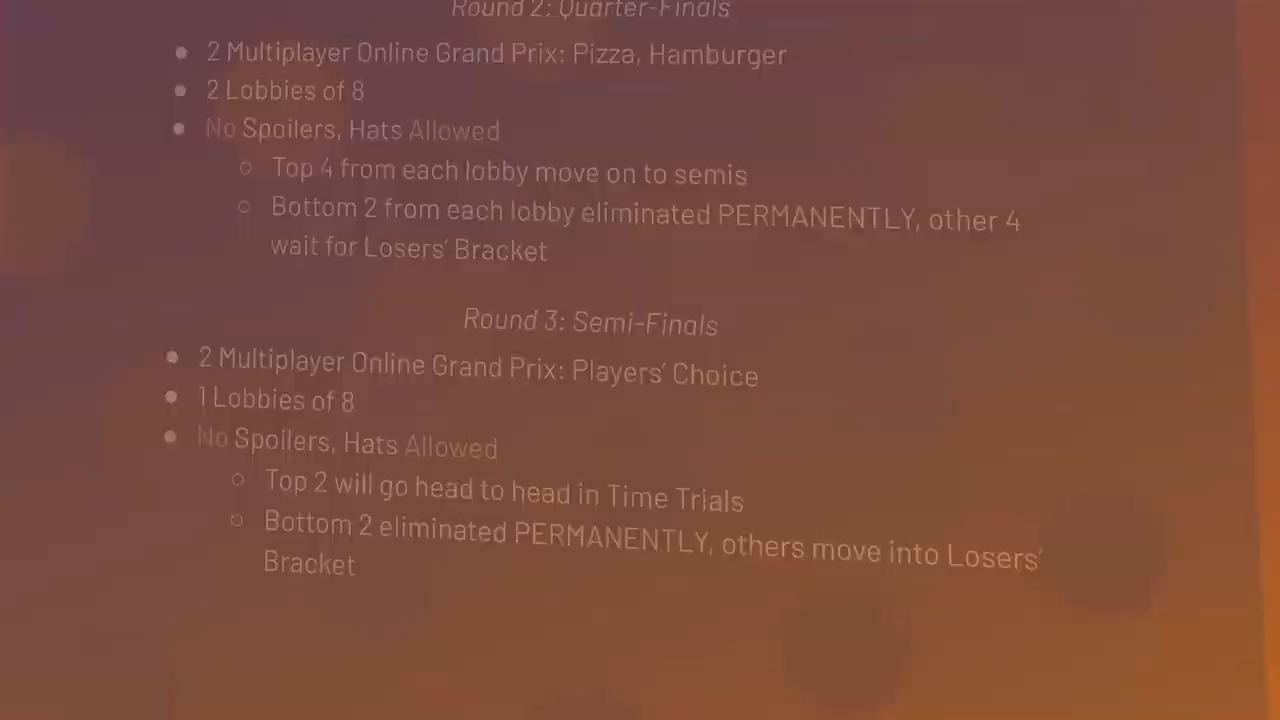 Round 2: Quarter-Finals
2 Multiplayer Online Grand Prix: Pizza, Hamburger
2 Lobbies of 8
No Spoilers, Hats Allowed
Top 4 from each lobby move on to semis
Bottom 2 from each lobby eliminated PERMANENTLY, other 4
wait for Losers' Bracket
Round 3: Semi-Finals
2 Multiplayer Online Grand Prix: Players' Choice
1 Lobbies of 8
No Spoilers, Hats Allowed
Top 2 will go head to head in Time Trials
Bottom 2 eliminated PERMANENTLY, others move into Losers'
Bracket